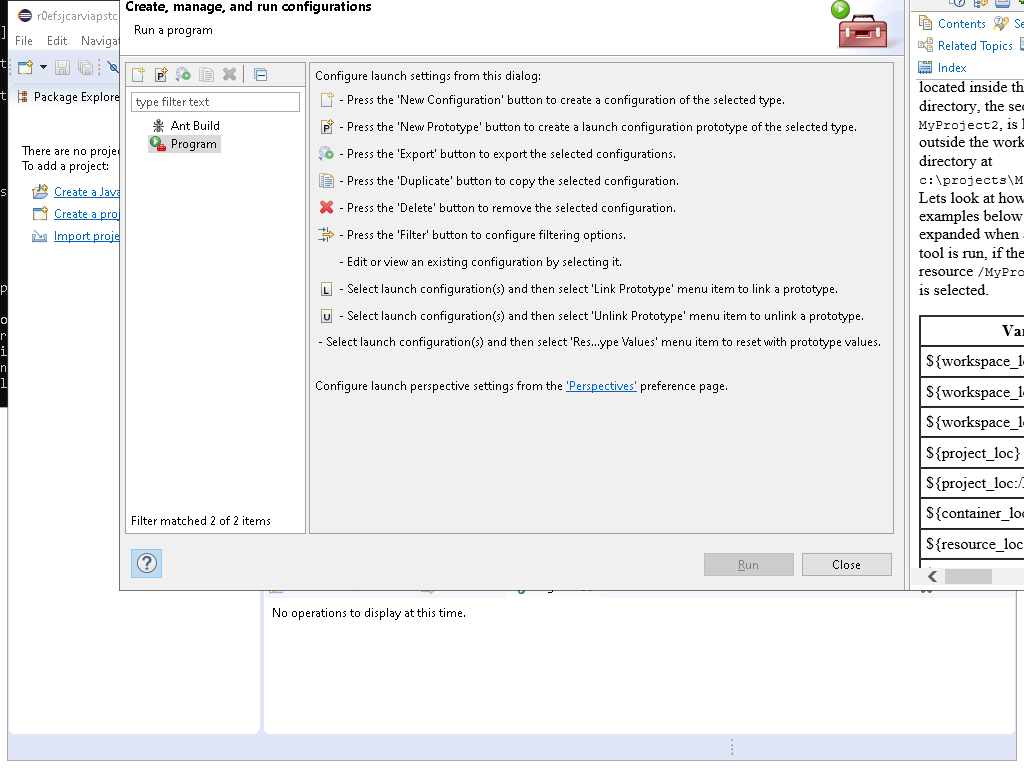 r0efsjcarviapstc
File Edit Naviga
Package Explore
There are no projec
To add a project:
Create a Java
Create a proj
Import proje
Create, manage, and run configurations
Run a program
type filter text
Ant Build
Program
Filter matched 2 of 2 items
Configure launch settings from this dialog:
- Press the 'New Configuration' button to create a configuration of the selected type.
- Press the 'New Prototype' button to create a launch configuration prototype of the selected type.
- Press the 'Export' button to export the selected configurations.
- Press the 'Duplicate' button to copy the selected configuration.
- Press the 'Delete' button to remove the selected configuration.
- Press the 'Filter' button to configure filtering options.
- Edit or view an existing configuration by selecting it.
- Select launch configuration(s) and then select 'Link Prototype' menu item to link a prototype.
- Select launch configuration(s) and then select 'Unlink Prototype' menu item to unlink a prototype.
- Select launch configuration(s) and then select 'Res...ype Values' menu item to reset with prototype values.
Configure launch perspective settings from the 'Perspectives' preference page.
Run Close
Contents Se
Related Topics
Index
located inside th
directory, the sec
MyProject2, is l
outside the work
directory at
c:\projects\M
Lets look at how
examples below
expanded when a
tool is run, if the
resource /MyPro
is selected.
Var
${workspace_lo
${workspace_lo
${workspace_lo
${project_loc}
${project_loc:/
${container_loc
${resource_loc
No operations to display at this time.